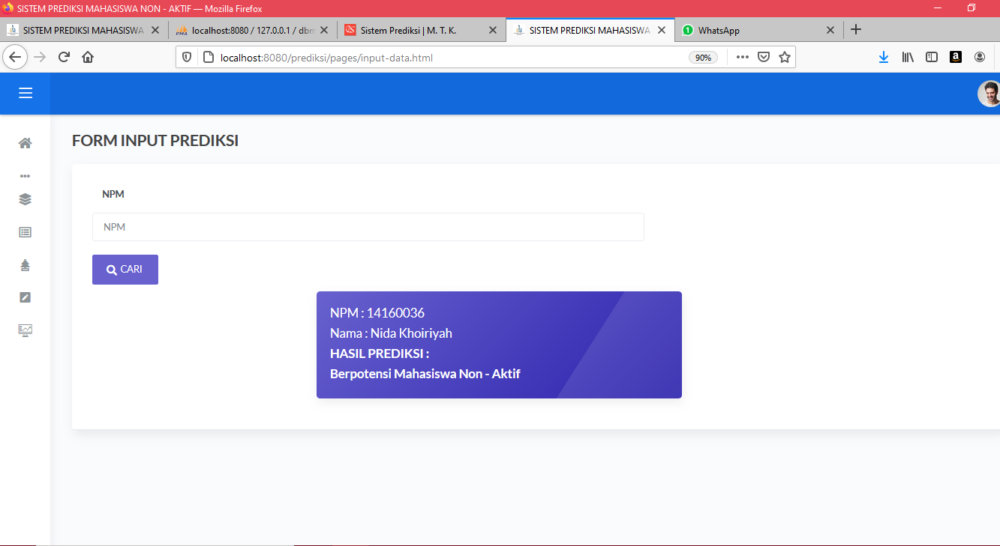 SISTEM PREDIKSI MAHASISWA NON - AKTIF — Mozilla Firefox
SISTEM PREDIKSI MAHASISWA
localhost:8080 / 127.0.0.1 / dbm
Sistem Prediksi | M. T. K.
SISTEM PREDIKSI MAHASISWA
1 WhatsApp
localhost:8080/prediksi/pages/input-data.html
90%
FORM INPUT PREDIKSI
NPM
NPM
CARI
NPM : 14160036
Nama : Nida Khoiriyah
HASIL PREDIKSI :
Berpotensi Mahasiswa Non - Aktif